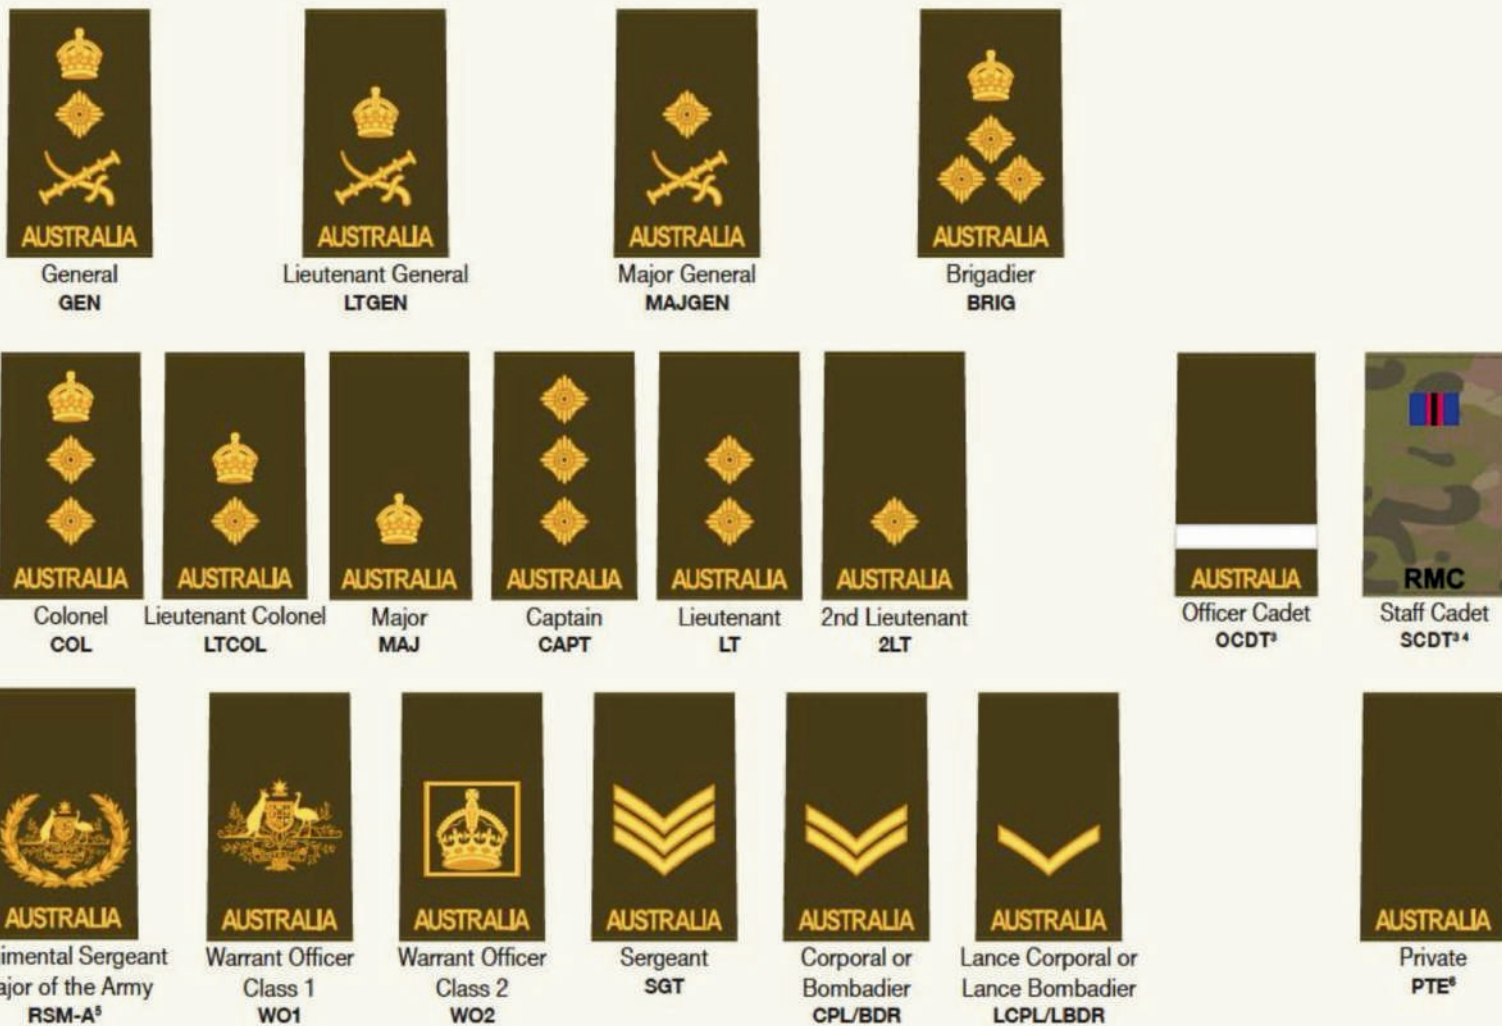 AUSTRALIA AUSTRALIA AUSTRALIA AUSTRALIA
General Lieutenant General Major General Brigadier
GEN LTGEN MAJGEN BRIG
AUSTRALIA AUSTRALIA AUSTRALIA AUSTRALIA AUSTRALIA AUSTRALIA AUSTRALIA RMC
Colonel Lieutenant Colonel Major Captain Lieutenant 2nd Lieutenant Officer Cadet Staff Cadet
COL LTCOL MAJ CAPT LT 2LT OCDT³ SCDT³ ⁴
AUSTRALIA AUSTRALIA AUSTRALIA AUSTRALIA AUSTRALIA AUSTRALIA AUSTRALIA
imental Sergeant Warrant Officer Warrant Officer Sergeant Corporal or Lance Corporal or Private
ajor of the Army Class 1 Class 2 SGT Bombadier Lance Bombadier PTE⁶
RSM-A⁵ WO1 WO2 CPL/BDR LCPL/LBDR